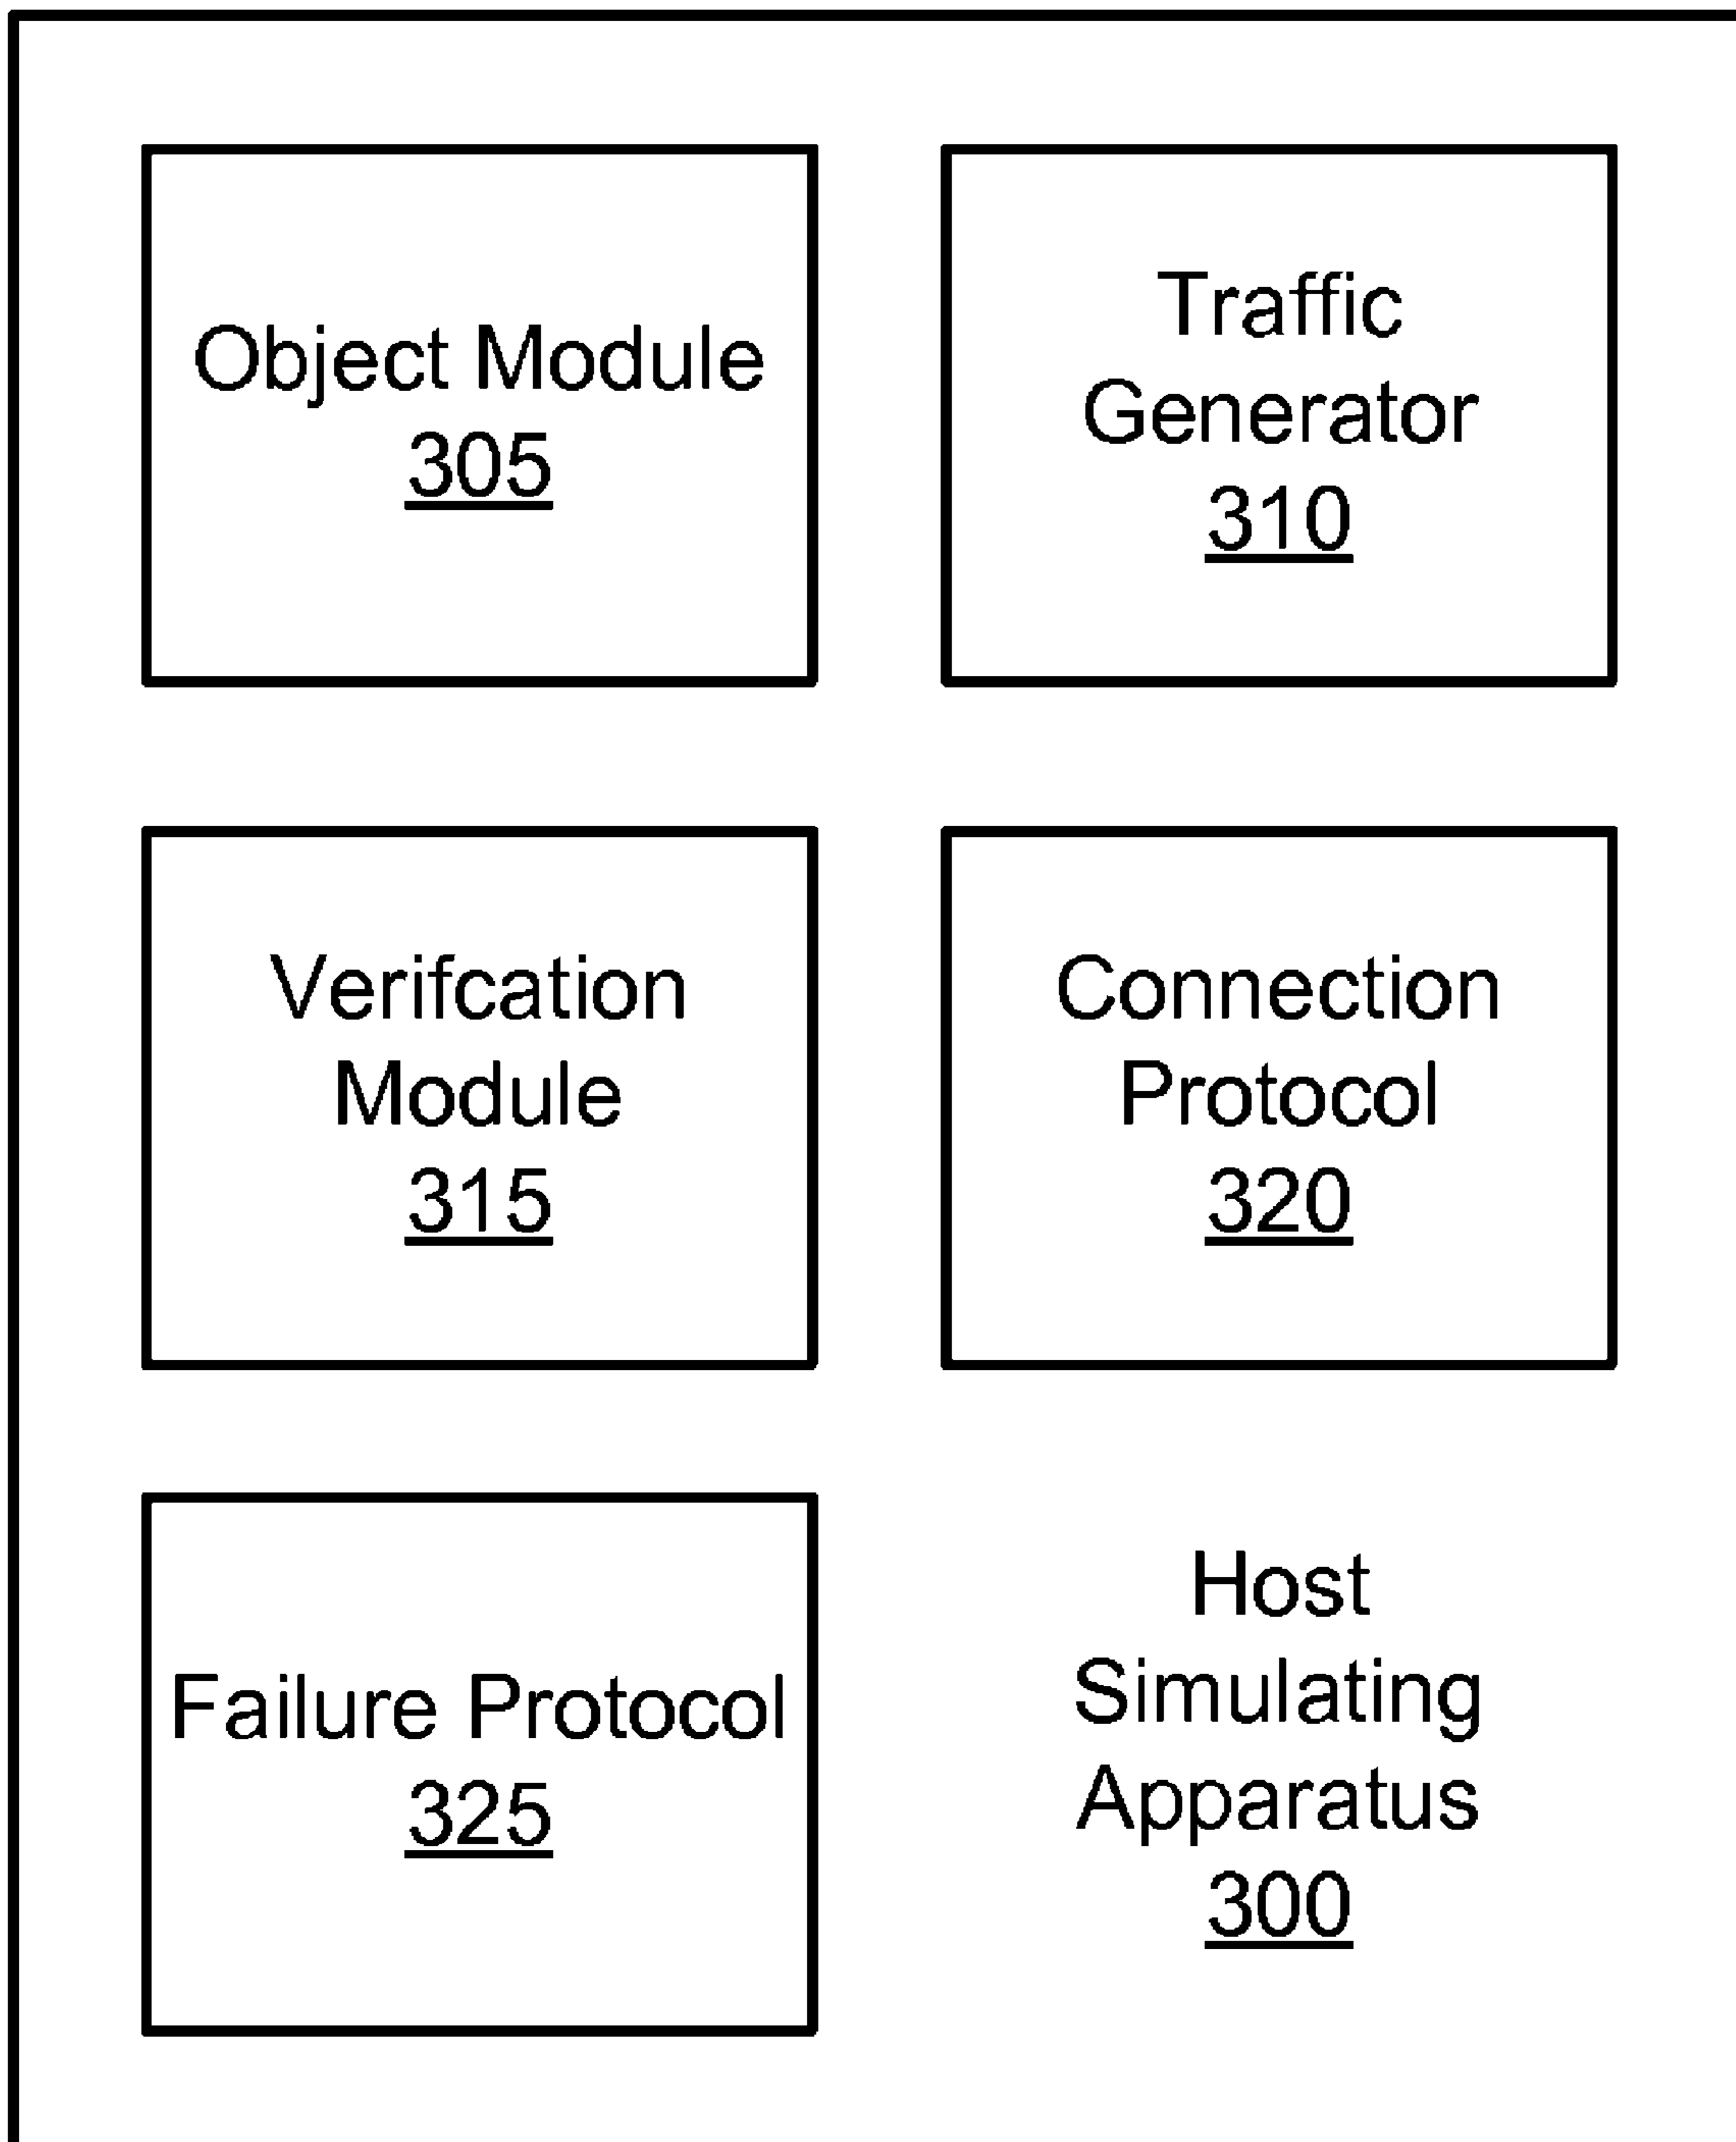 Object Module
305
Traffic
Generator
310
Verifcation
Module
315
Connection
Protocol
320
Failure Protocol
325
Host
Simulating
Apparatus
300